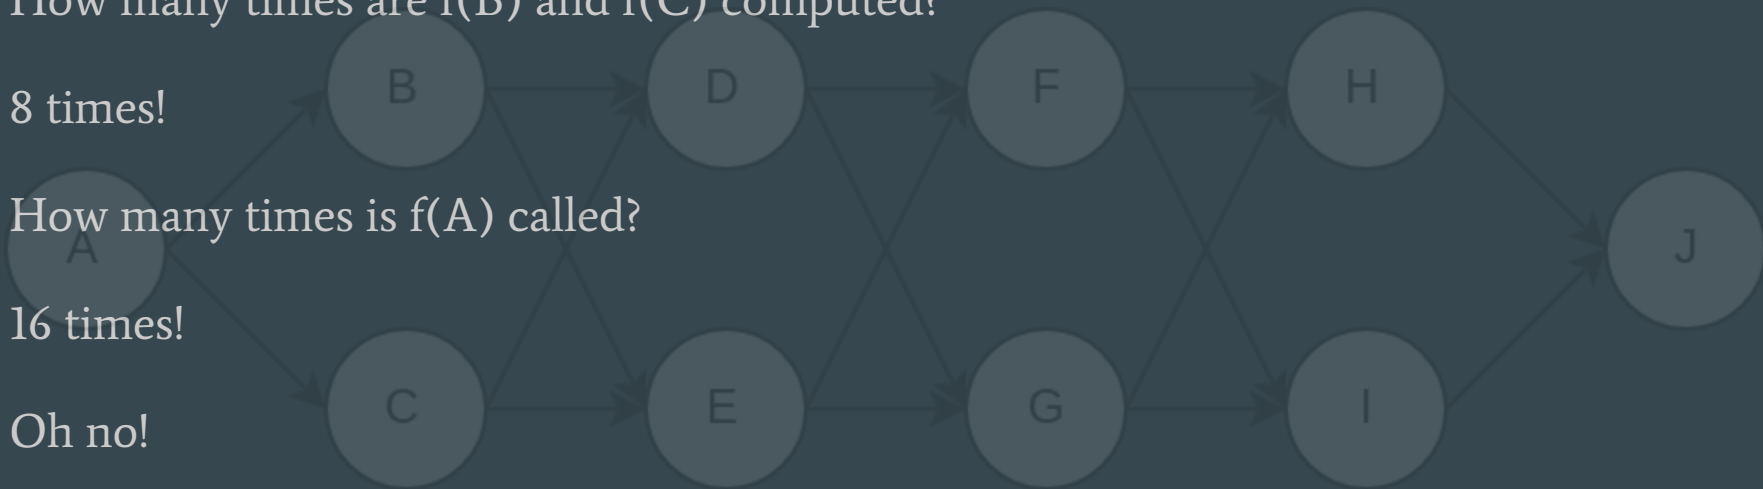 How many times are f(B) and f(C) computed?
B D F H
8 times!
How many times is f(A) called?
A J
16 times!
C E G I
Oh no!